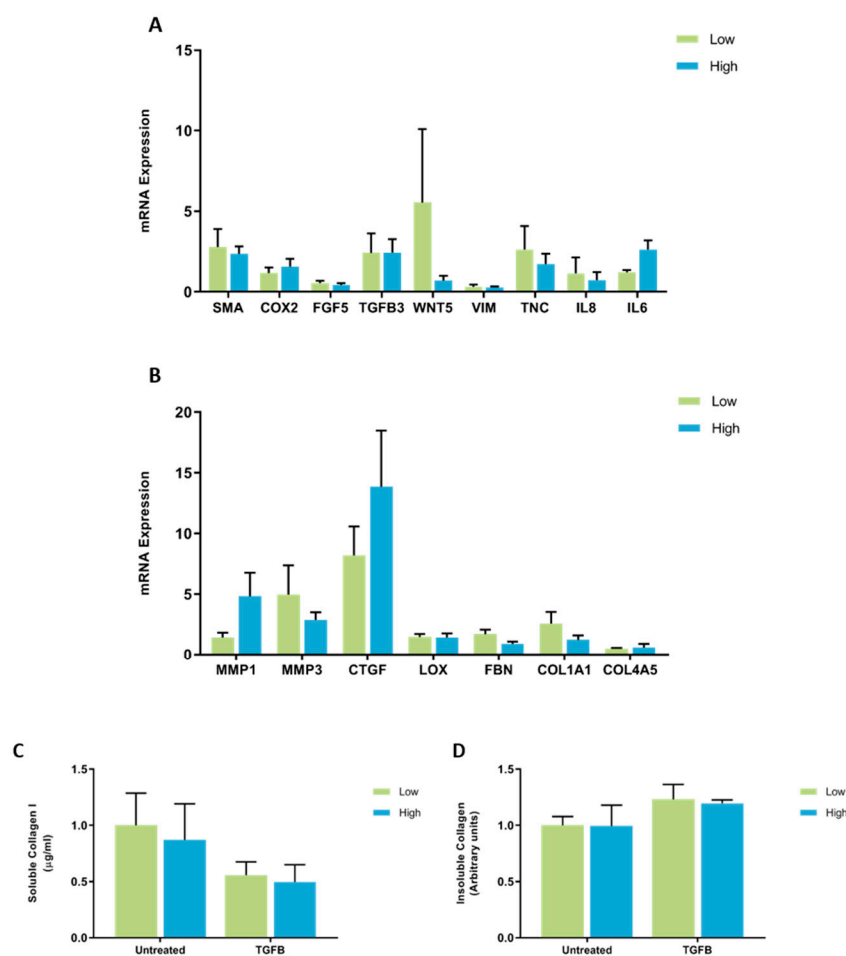 A
Low
High
mRNA Expression
15
10
5
0
SMA COX2 FGF5 TGFB3 WNT5 VIM TNC IL8 IL6
B
Low
High
mRNA Expression
20
15
10
5
0
MMP1 MMP3 CTGF LOX FBN COL1A1 COL4A5
C
Low
High
Soluble Collagen I
(µg/ml)
1.5
1.0
0.5
0.0
Untreated TGFB
D
Low
High
Insoluble Collagen
(Arbitrary units)
1.5
1.0
0.5
0.0
Untreated TGFB